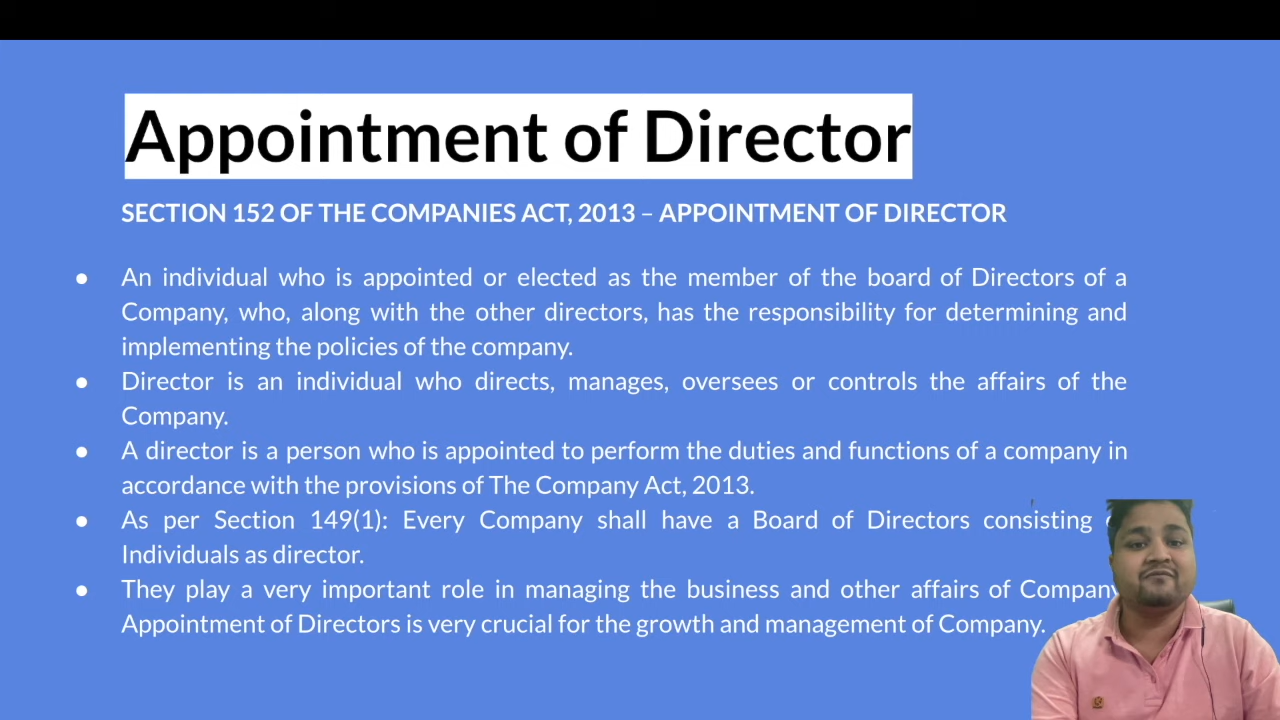 Appointment of Director
SECTION 152 OF THE COMPANIES ACT, 2013 – APPOINTMENT OF DIRECTOR
● An individual who is appointed or elected as the member of the board of Directors of a
Company, who, along with the other directors, has the responsibility for determining and
implementing the policies of the company.
● Director is an individual who directs, manages, oversees or controls the affairs of the
Company.
● A director is a person who is appointed to perform the duties and functions of a company in
accordance with the provisions of The Company Act, 2013.
● As per Section 149(1): Every Company shall have a Board of Directors consisting
Individuals as director.
● They play a very important role in managing the business and other affairs of Company
Appointment of Directors is very crucial for the growth and management of Company.